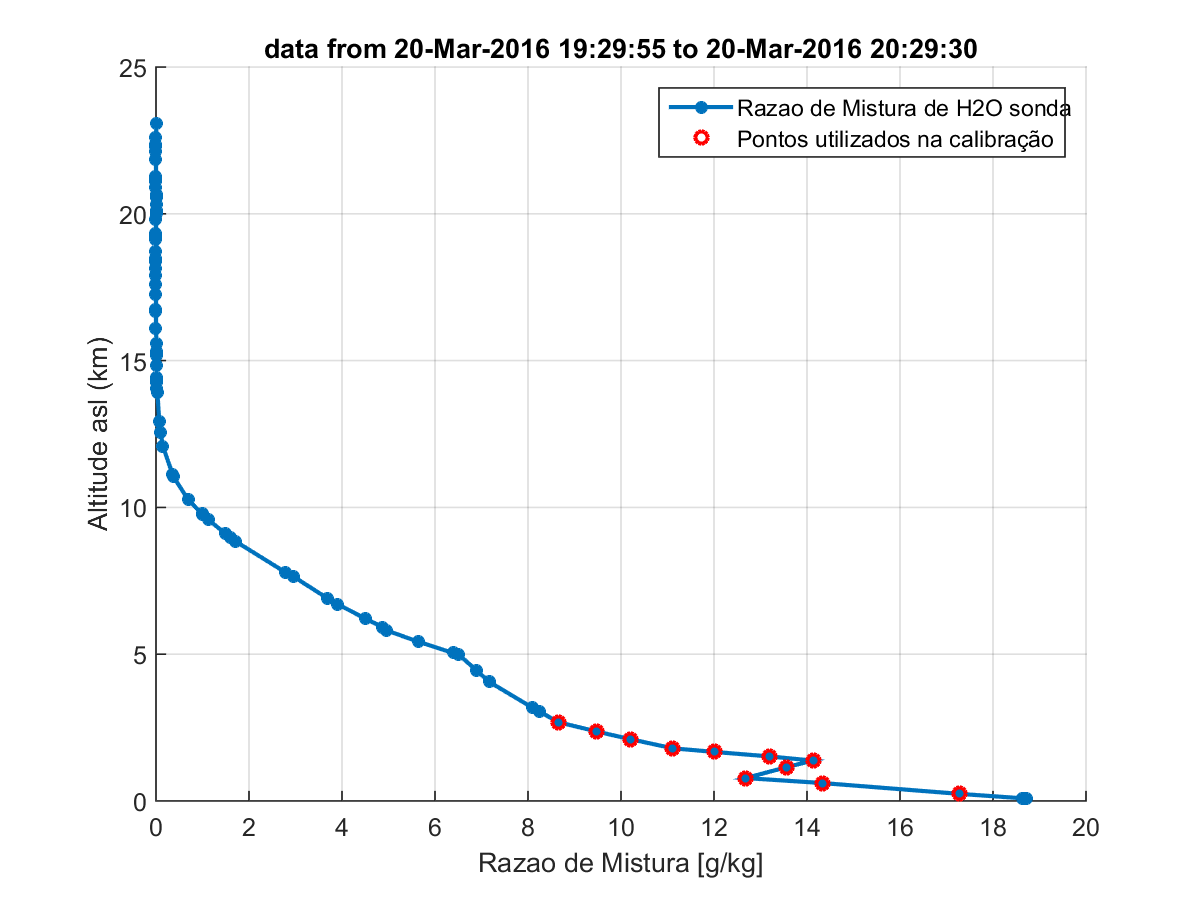 data from 20-Mar-2016 19:29:55 to 20-Mar-2016 20:29:30
Razao de Mistura de H2O sonda
Pontos utilizados na calibração
25
20
15
10
5
0
Altitude asl (km)
0 2 4 6 8 10 12 14 16 18 20
Razao de Mistura [g/kg]